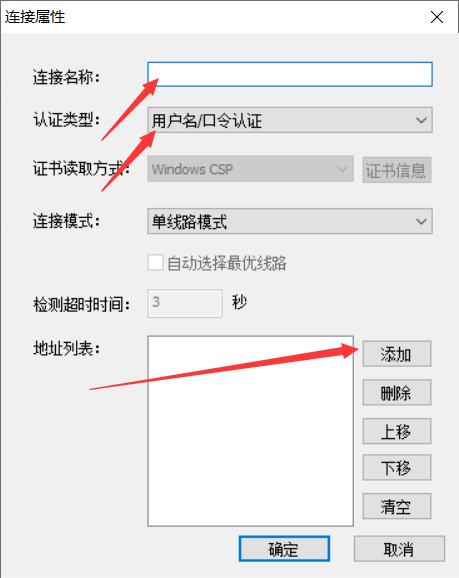 连接属性
连接名称：
认证类型： 用户名/口令认证
证书读取方式： Windows CSP 证书信息
连接模式： 单线路模式
自动选择最优线路
检测超时时间： 3 秒
地址列表：
添加
删除
上移
下移
清空
确定 取消